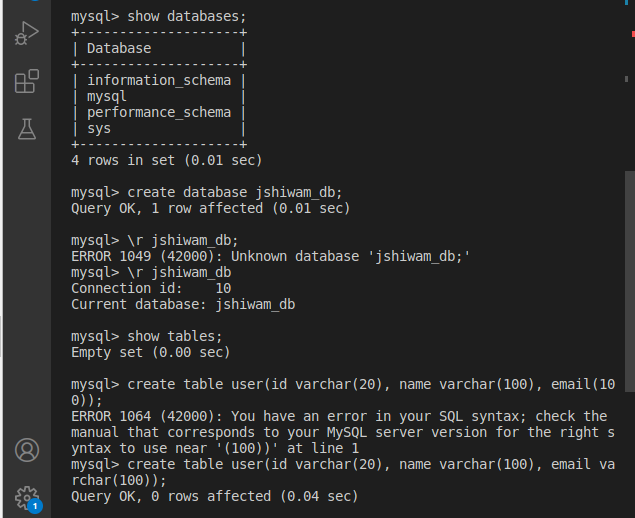 mysql> show databases;
+--------------------+
| Database           |
+--------------------+
| information_schema |
| mysql              |
| performance_schema |
| sys                |
+--------------------+
4 rows in set (0.01 sec)
mysql> create database jshiwam_db;
Query OK, 1 row affected (0.01 sec)
mysql> \r jshiwam_db;
ERROR 1049 (42000): Unknown database 'jshiwam_db;'
mysql> \r jshiwam_db
Connection id:    10
Current database: jshiwam_db
mysql> show tables;
Empty set (0.00 sec)
mysql> create table user(id varchar(20), name varchar(100), email(10
0));
ERROR 1064 (42000): You have an error in your SQL syntax; check the
manual that corresponds to your MySQL server version for the right s
yntax to use near '(100))' at line 1
mysql> create table user(id varchar(20), name varchar(100), email va
rchar(100));
Query OK, 0 rows affected (0.04 sec)
1